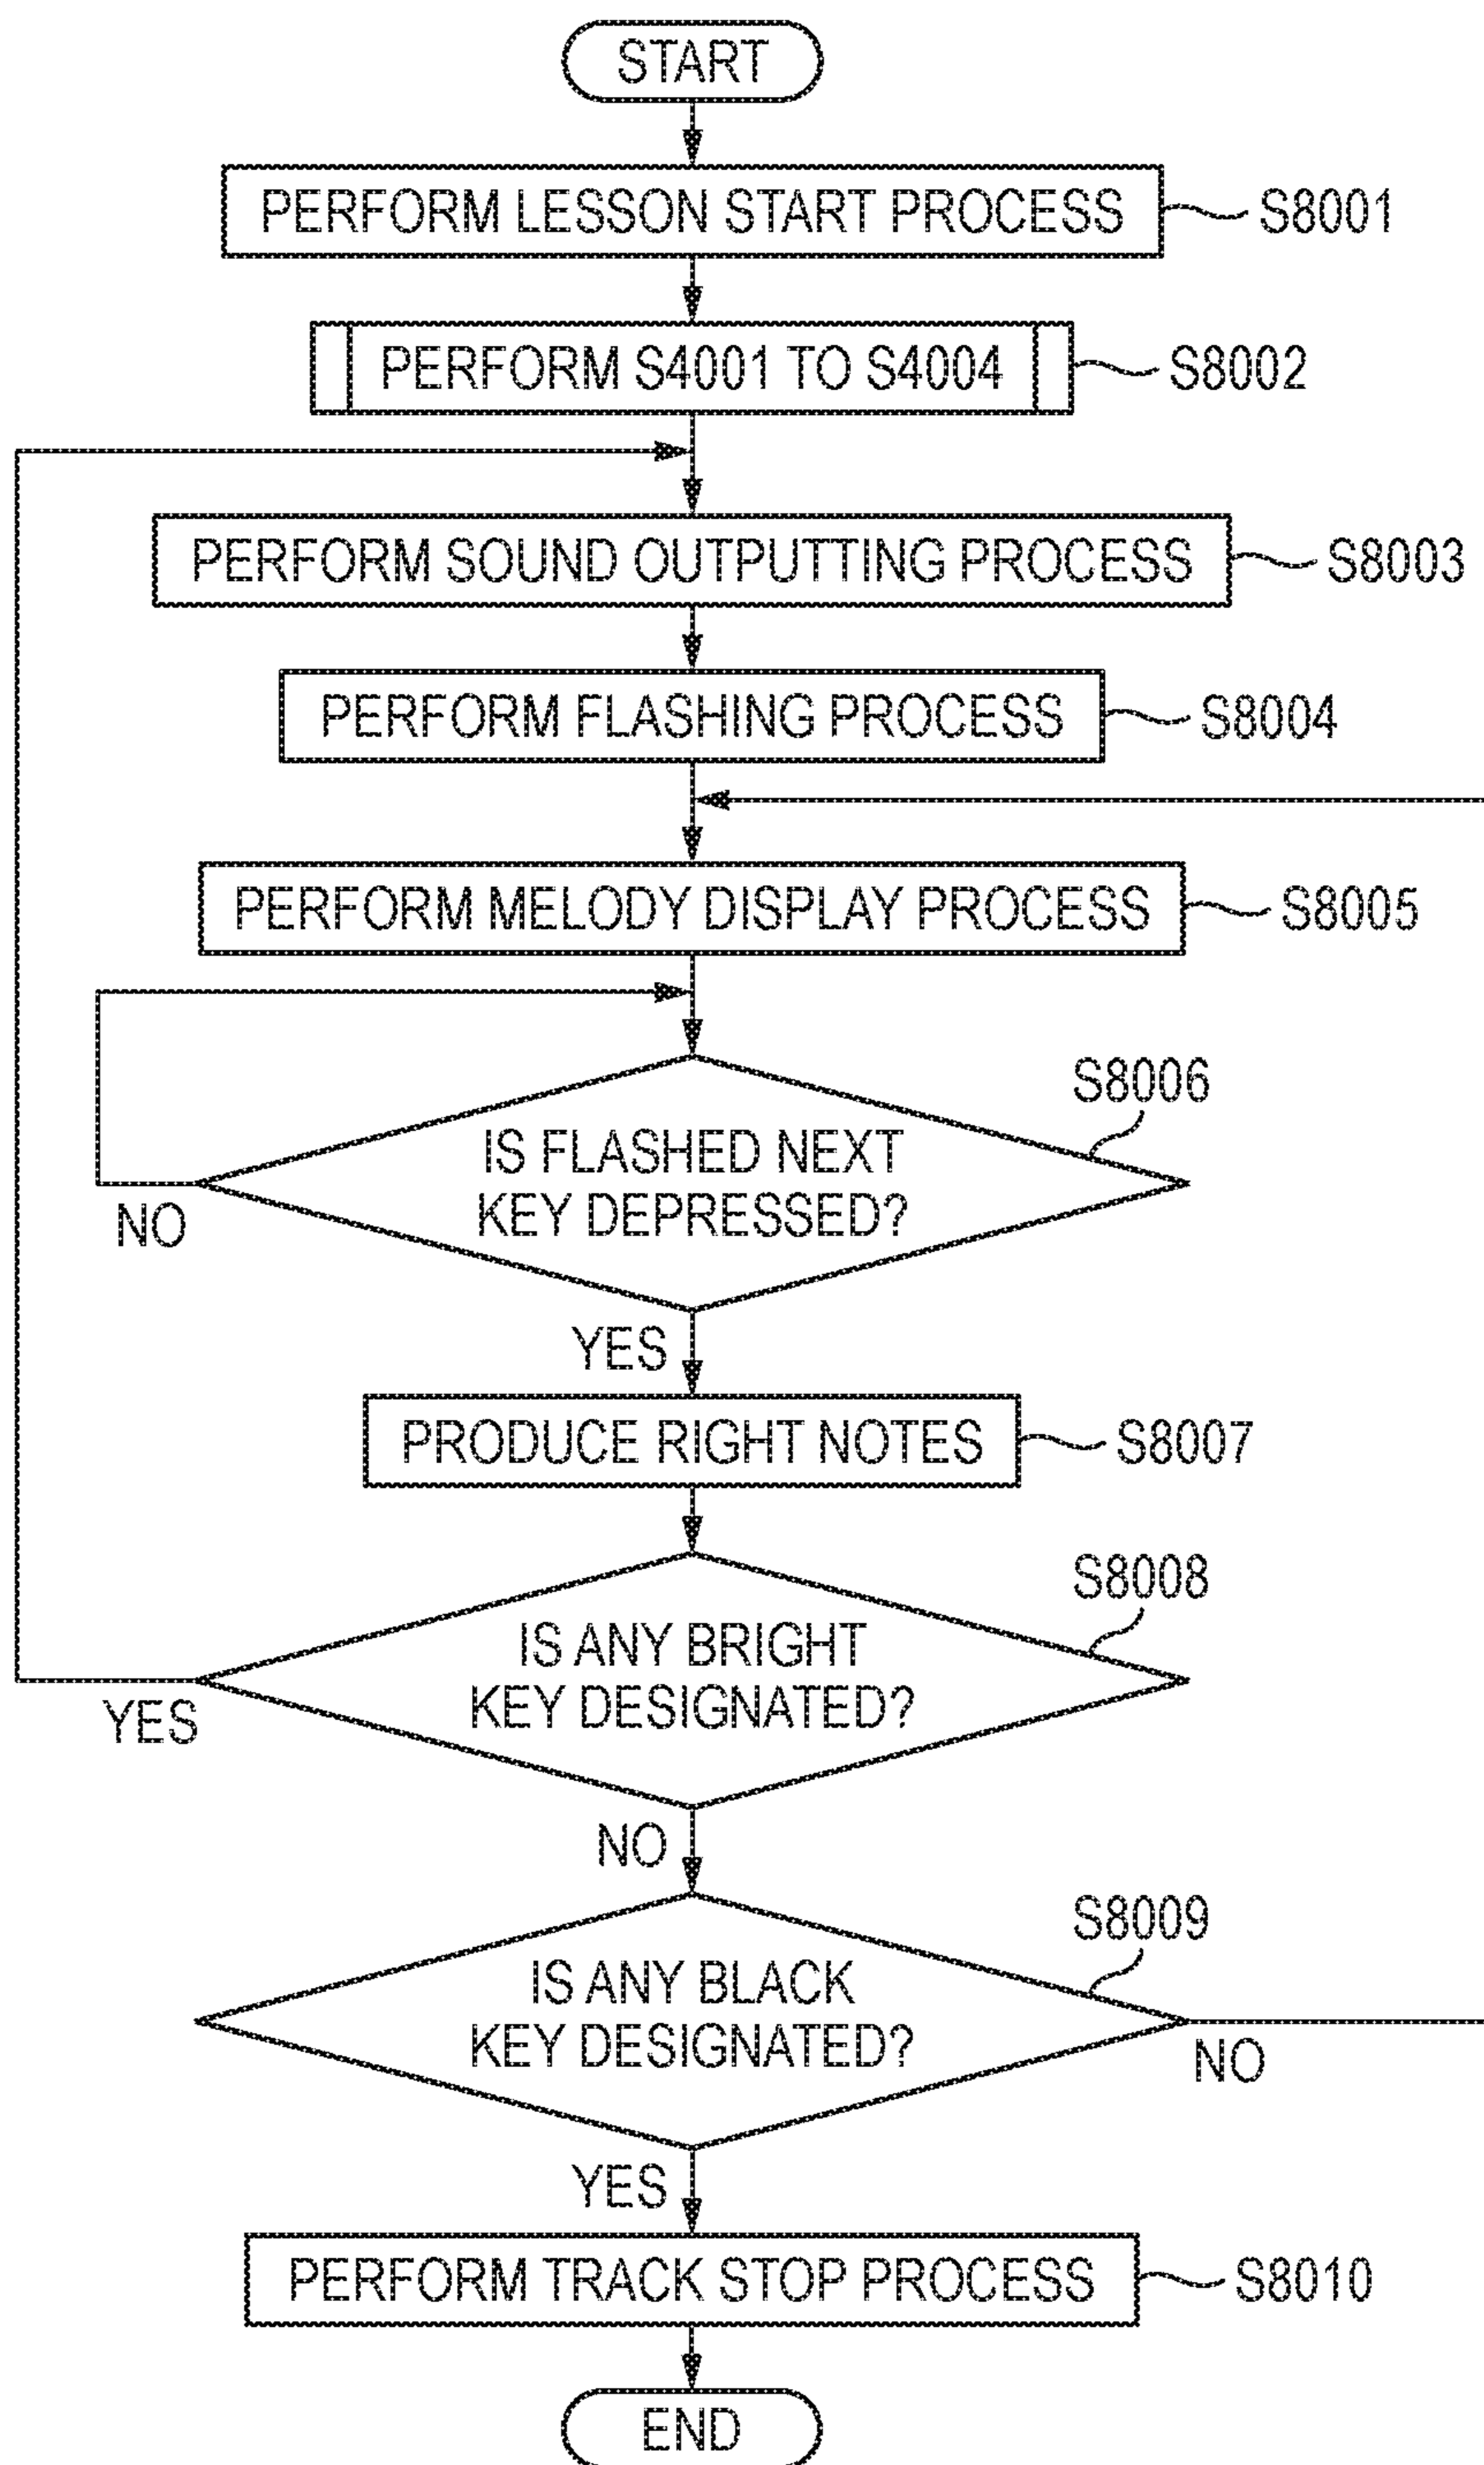 START
PERFORM LESSON START PROCESS
S8001
PERFORM S4001 TO S4004
S8002
PERFORM SOUND OUTPUTTING PROCESS
S8003
PERFORM FLASHING PROCESS
S8004
PERFORM MELODY DISPLAY PROCESS
S8005
S8006
IS FLASHED NEXT
KEY DEPRESSED?
NO
YES
PRODUCE RIGHT NOTES
S8007
S8008
IS ANY BRIGHT
KEY DESIGNATED?
YES
NO
S8009
IS ANY BLACK
KEY DESIGNATED?
NO
YES
PERFORM TRACK STOP PROCESS
S8010
END